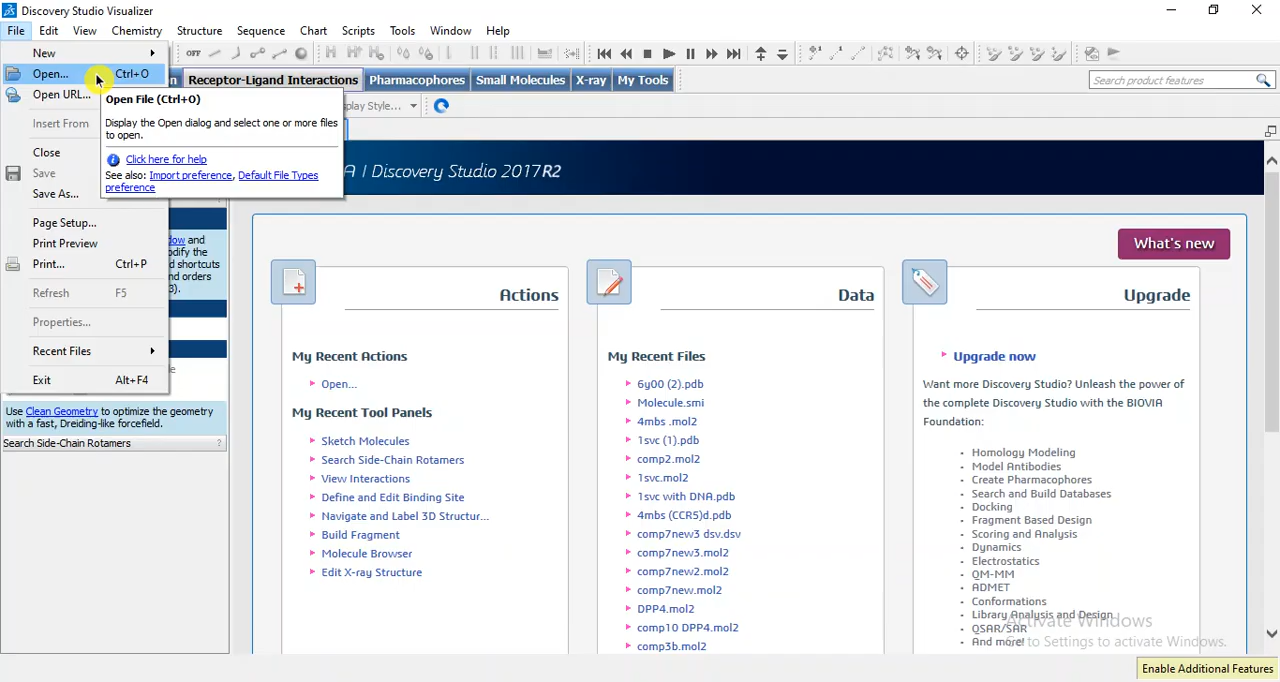 Discovery Studio Visualizer
File Edit View Chemistry Structure Sequence Chart Scripts Tools Window Help
New
OFF
Open... Ctrl+O
n Receptor-Ligand Interactions Pharmacophores Small Molecules X-ray My Tools
Search product features
Open URL...
Open File (Ctrl+O)
play Style...
Display the Open dialog and select one or more files
to open.
Insert From
Close
Click here for help
Save
See also: Import preference, Default File Types
preference
A | Discovery Studio 2017R2
Save As...
Page Setup...
Print Preview
Print... Ctrl+P
Refresh F5
Properties...
Recent Files
Exit Alt+F4
dow and
odify the
d shortcuts
nd orders
3).
e
Use Clean Geometry to optimize the geometry
with a fast, Dreiding-like forcefield.
Search Side-Chain Rotamers ?
What's new
Actions
My Recent Actions
Open...
My Recent Tool Panels
Sketch Molecules
Search Side-Chain Rotamers
View Interactions
Define and Edit Binding Site
Navigate and Label 3D Structur...
Build Fragment
Molecule Browser
Edit X-ray Structure
Data
My Recent Files
6y00 (2).pdb
Molecule.smi
4mbs .mol2
1svc (1).pdb
comp2.mol2
1svc.mol2
1svc with DNA.pdb
4mbs (CCR5)d.pdb
comp7new3 dsv.dsv
comp7new3.mol2
comp7new2.mol2
comp7new.mol2
DPP4.mol2
comp10 DPP4.mol2
comp3b.mol2
Upgrade
Upgrade now
Want more Discovery Studio? Unleash the power of
the complete Discovery Studio with the BIOVIA
Foundation:
Homology Modeling
Model Antibodies
Create Pharmacophores
Search and Build Databases
Docking
Fragment Based Design
Scoring and Analysis
Dynamics
Electrostatics
QM-MM
ADMET
Conformations
Library Analysis and Design
QSAR/SAR
And more!
Activate Windows
Go to Settings to activate Windows.
Enable Additional Features